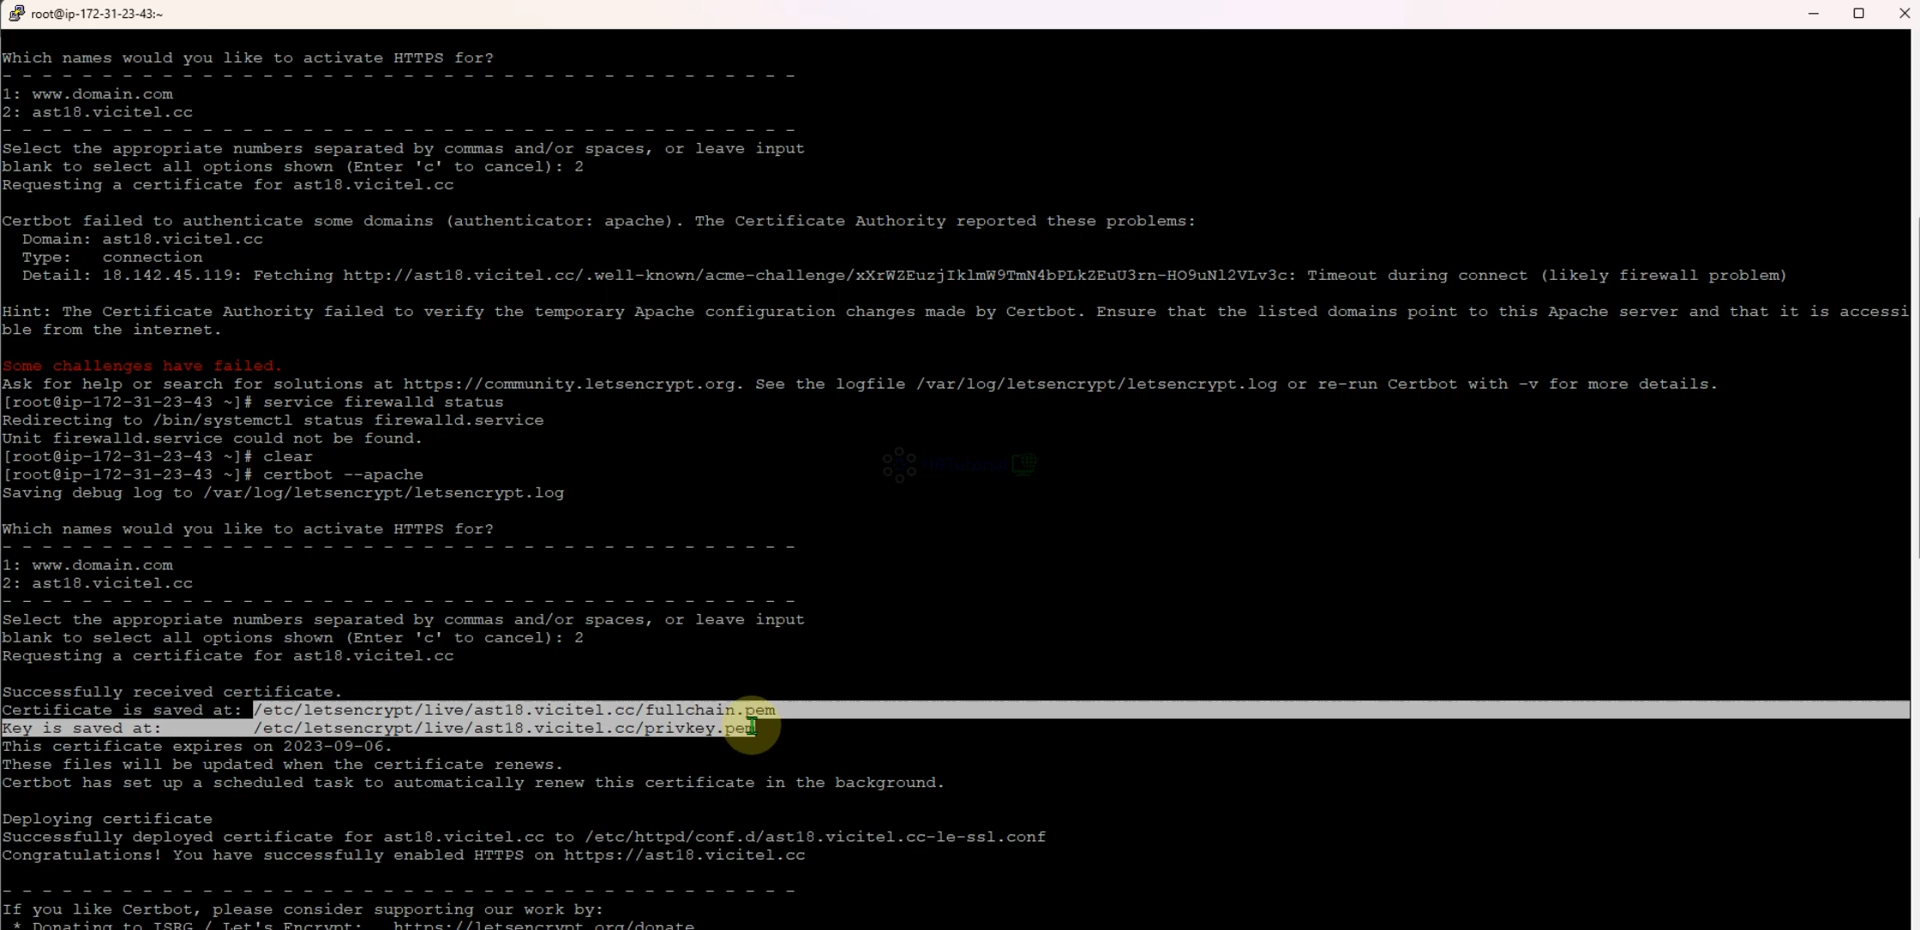 root@ip-172-31-23-43:~
Which names would you like to activate HTTPS for?
- - - - - - - - - - - - - - - - - - - - - - - - - - - - - - - - - - - - - - - -
1: www.domain.com
2: ast18.vicitel.cc
- - - - - - - - - - - - - - - - - - - - - - - - - - - - - - - - - - - - - - - -
Select the appropriate numbers separated by commas and/or spaces, or leave input
blank to select all options shown (Enter 'c' to cancel): 2
Requesting a certificate for ast18.vicitel.cc
Certbot failed to authenticate some domains (authenticator: apache). The Certificate Authority reported these problems:
  Domain: ast18.vicitel.cc
  Type:   connection
  Detail: 18.142.45.119: Fetching http://ast18.vicitel.cc/.well-known/acme-challenge/xXrWZEuzjIklmW9TmN4bPLkZEuU3rn-HO9uNl2VLv3c: Timeout during connect (likely firewall problem)
Hint: The Certificate Authority failed to verify the temporary Apache configuration changes made by Certbot. Ensure that the listed domains point to this Apache server and that it is accessi
ble from the internet.
Some challenges have failed.
Ask for help or search for solutions at https://community.letsencrypt.org. See the logfile /var/log/letsencrypt/letsencrypt.log or re-run Certbot with -v for more details.
[root@ip-172-31-23-43 ~]# service firewalld status
Redirecting to /bin/systemctl status firewalld.service
Unit firewalld.service could not be found.
[root@ip-172-31-23-43 ~]# clear
[root@ip-172-31-23-43 ~]# certbot --apache
Saving debug log to /var/log/letsencrypt/letsencrypt.log
Which names would you like to activate HTTPS for?
- - - - - - - - - - - - - - - - - - - - - - - - - - - - - - - - - - - - - - - -
1: www.domain.com
2: ast18.vicitel.cc
- - - - - - - - - - - - - - - - - - - - - - - - - - - - - - - - - - - - - - - -
Select the appropriate numbers separated by commas and/or spaces, or leave input
blank to select all options shown (Enter 'c' to cancel): 2
Requesting a certificate for ast18.vicitel.cc
Successfully received certificate.
Certificate is saved at: /etc/letsencrypt/live/ast18.vicitel.cc/fullchain.pem
Key is saved at:         /etc/letsencrypt/live/ast18.vicitel.cc/privkey.pem
This certificate expires on 2023-09-06.
These files will be updated when the certificate renews.
Certbot has set up a scheduled task to automatically renew this certificate in the background.
Deploying certificate
Successfully deployed certificate for ast18.vicitel.cc to /etc/httpd/conf.d/ast18.vicitel.cc-le-ssl.conf
Congratulations! You have successfully enabled HTTPS on https://ast18.vicitel.cc
- - - - - - - - - - - - - - - - - - - - - - - - - - - - - - - - - - - - - - - -
If you like Certbot, please consider supporting our work by:
 * Donating to ISRG / Let's Encrypt:   https://letsencrypt.org/donate